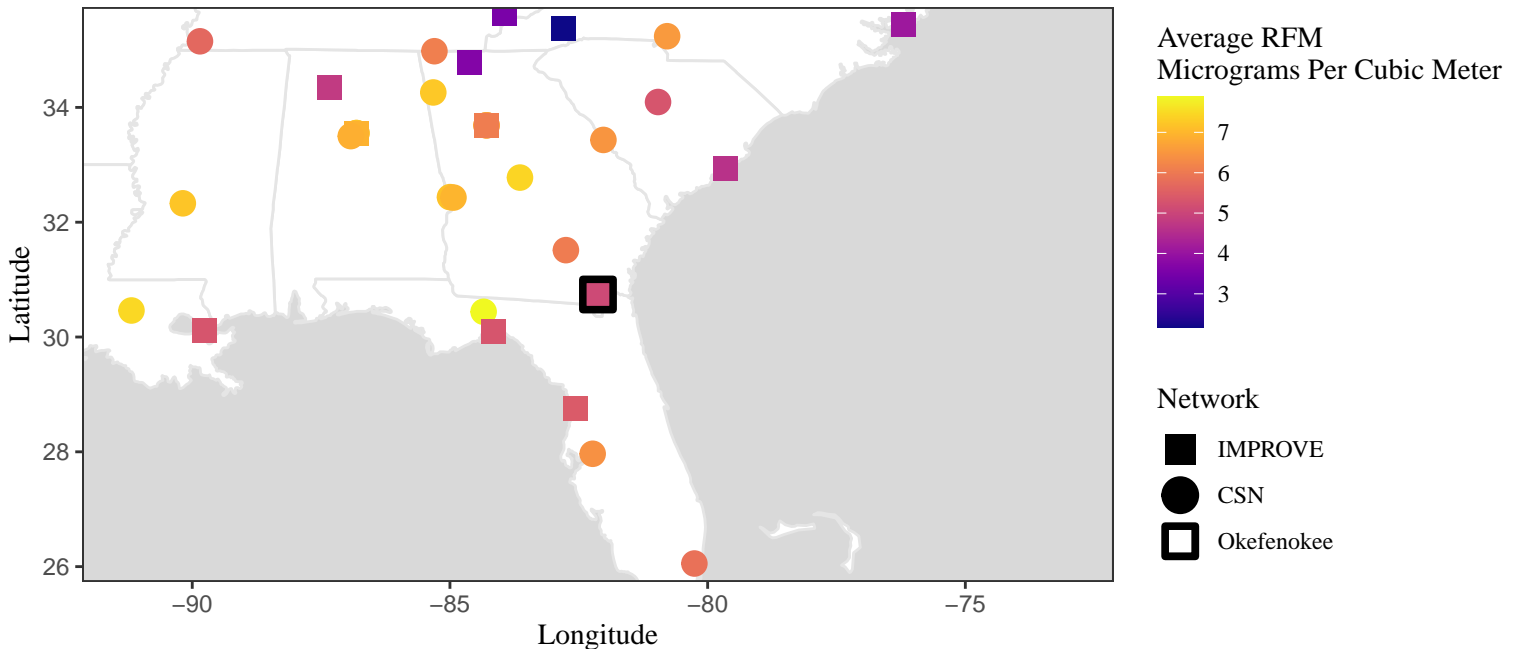 Average RFM
Micrograms Per Cubic Meter
7
6
5
4
3
Network
IMPROVE
CSN
Okefenokee
Latitude
34
32
30
28
26
−90
−85
−80
−75
Longitude